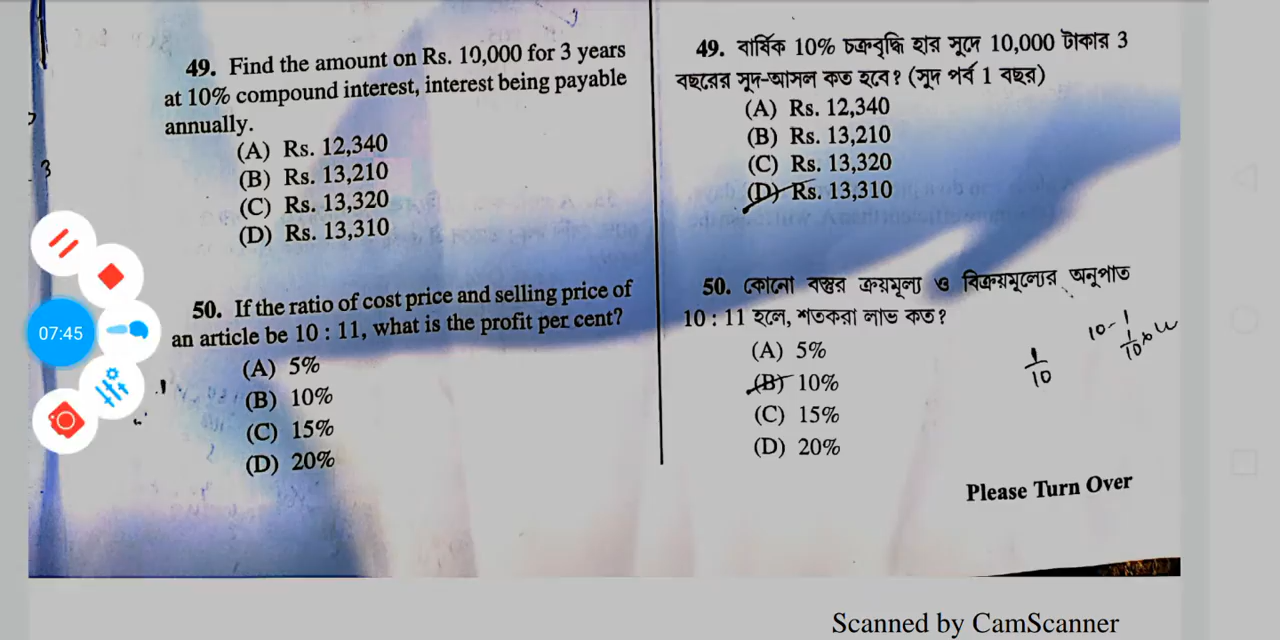 49. Find the amount on Rs. 10,000 for 3 years
at 10% compound interest, interest being payable
annually.
(A) Rs. 12,340
(B) Rs. 13,210
(C) Rs. 13,320
(D) Rs. 13,310
50. If the ratio of cost price and selling price of
an article be 10 : 11, what is the profit per cent?
(A) 5%
(B) 10%
(C) 15%
(D) 20%
49. বার্ষিক 10% চক্রবৃদ্ধি হার সুদে 10,000 টাকার 3
বছরের সুদ-আসল কত হবে? (সুদ পর্ব 1 বছর)
(A) Rs. 12,340
(B) Rs. 13,210
(C) Rs. 13,320
(D) Rs. 13,310
50. কোনো বস্তুর ক্রয়মূল্য ও বিক্রয়মূল্যের অনুপাত
10 : 11 হলে, শতকরা লাভ কত?
(A) 5%
(B) 10%
(C) 15%
(D) 20%
10-1
1/10
1/10
Please Turn Over
07:45
3
Scanned by CamScanner